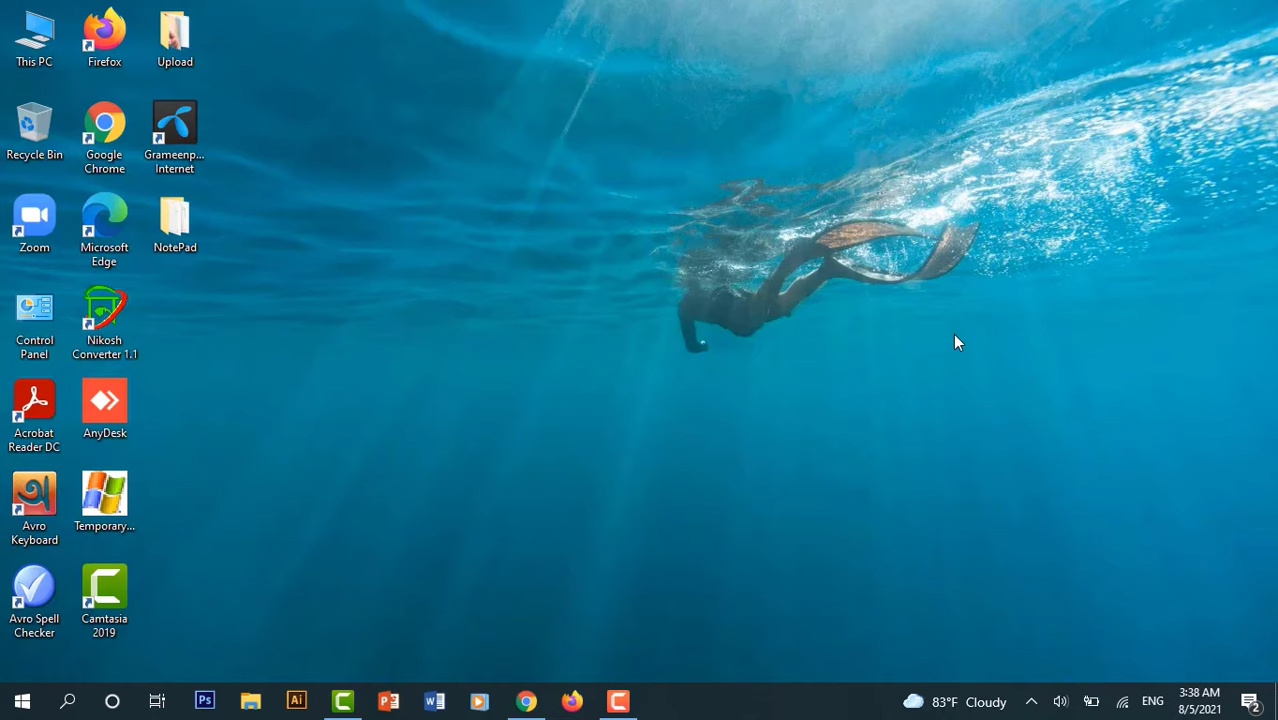 This PC
Firefox
Upload
Recycle Bin
Google
Chrome
Grameenp...
Internet
Zoom
Microsoft
Edge
NotePad
Control
Panel
Nikosh
Converter 1.1
Acrobat
Reader DC
AnyDesk
Avro
Keyboard
Temporary...
Avro Spell
Checker
Camtasia
2019
Ps
Ai
83°F Cloudy
ENG
3:38 AM
8/5/2021
2